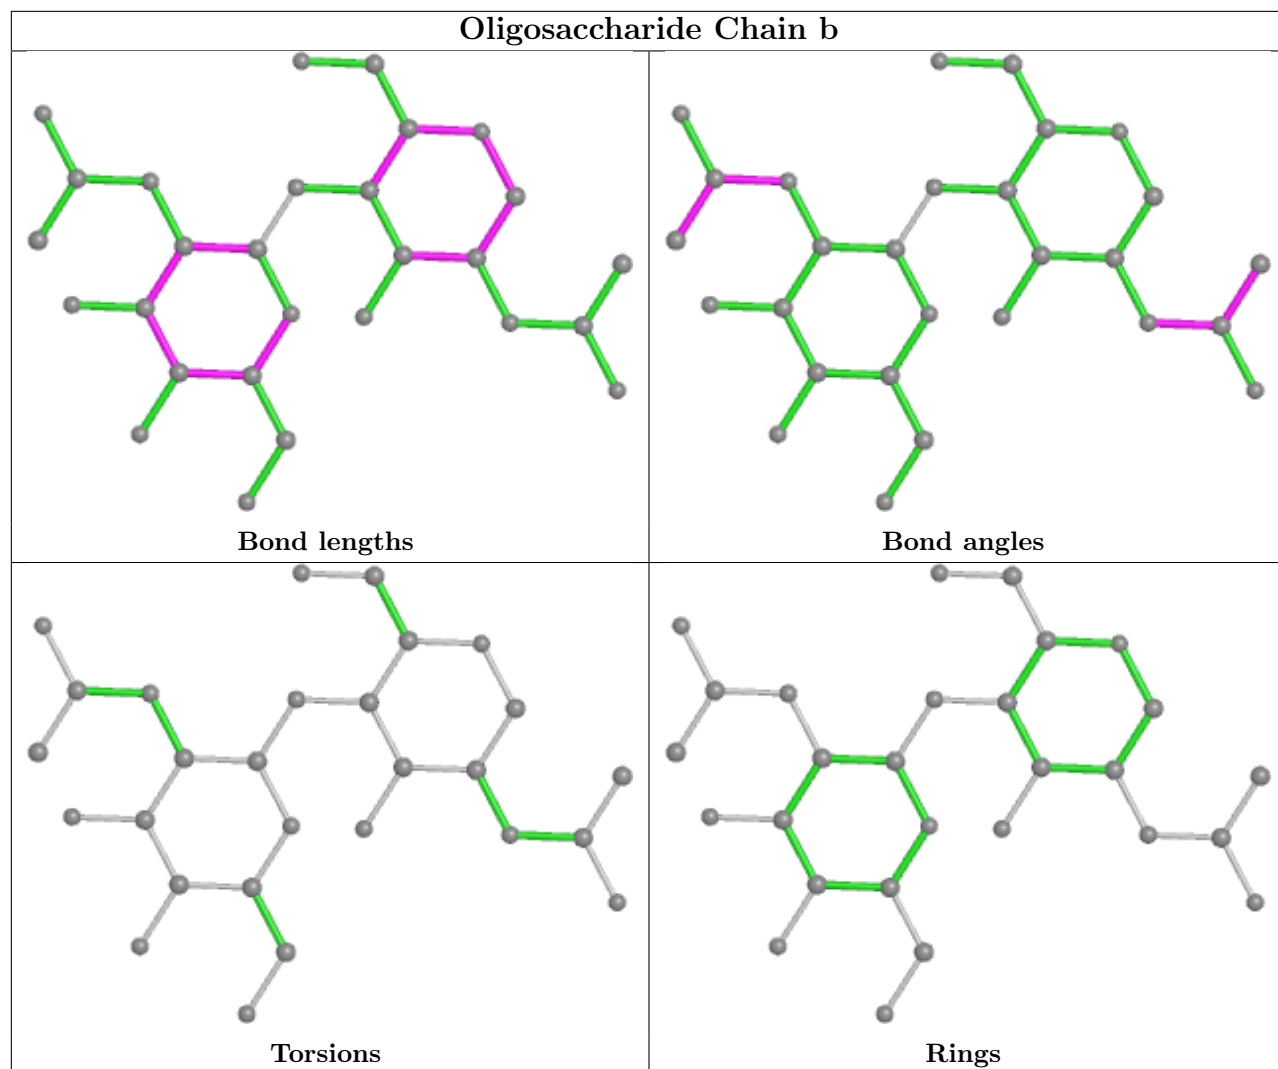 Oligosaccharide Chain b
Bond lengths
Bond angles
Torsions
Rings